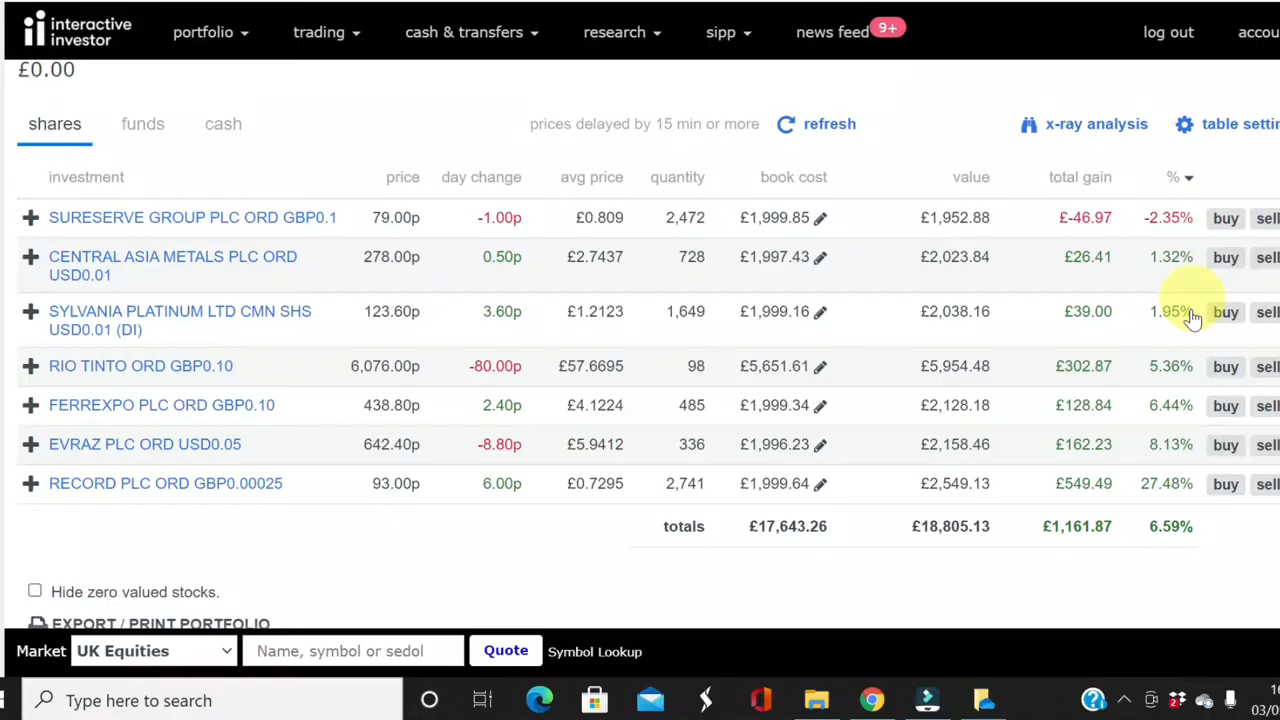 interactive investor
portfolio trading cash & transfers research sipp news feed 9+ log out accou
£0.00
shares funds cash prices delayed by 15 min or more refresh x-ray analysis table settin
investment price day change avg price quantity book cost value total gain %
SURESERVE GROUP PLC ORD GBP0.1 79.00p -1.00p £0.809 2,472 £1,999.85 £1,952.88 £-46.97 -2.35% buy sell
CENTRAL ASIA METALS PLC ORD USD0.01 278.00p 0.50p £2.7437 728 £1,997.43 £2,023.84 £26.41 1.32% buy sell
SYLVANIA PLATINUM LTD CMN SHS USD0.01 (DI) 123.60p 3.60p £1.2123 1,649 £1,999.16 £2,038.16 £39.00 1.95% buy sell
RIO TINTO ORD GBP0.10 6,076.00p -80.00p £57.6695 98 £5,651.61 £5,954.48 £302.87 5.36% buy sell
FERREXPO PLC ORD GBP0.10 438.80p 2.40p £4.1224 485 £1,999.34 £2,128.18 £128.84 6.44% buy sell
EVRAZ PLC ORD USD0.05 642.40p -8.80p £5.9412 336 £1,996.23 £2,158.46 £162.23 8.13% buy sell
RECORD PLC ORD GBP0.00025 93.00p 6.00p £0.7295 2,741 £1,999.64 £2,549.13 £549.49 27.48% buy sell
totals £17,643.26 £18,805.13 £1,161.87 6.59%
Hide zero valued stocks.
EXPORT / PRINT PORTFOLIO
Market UK Equities Name, symbol or sedol Quote Symbol Lookup
Type here to search
16
03/0